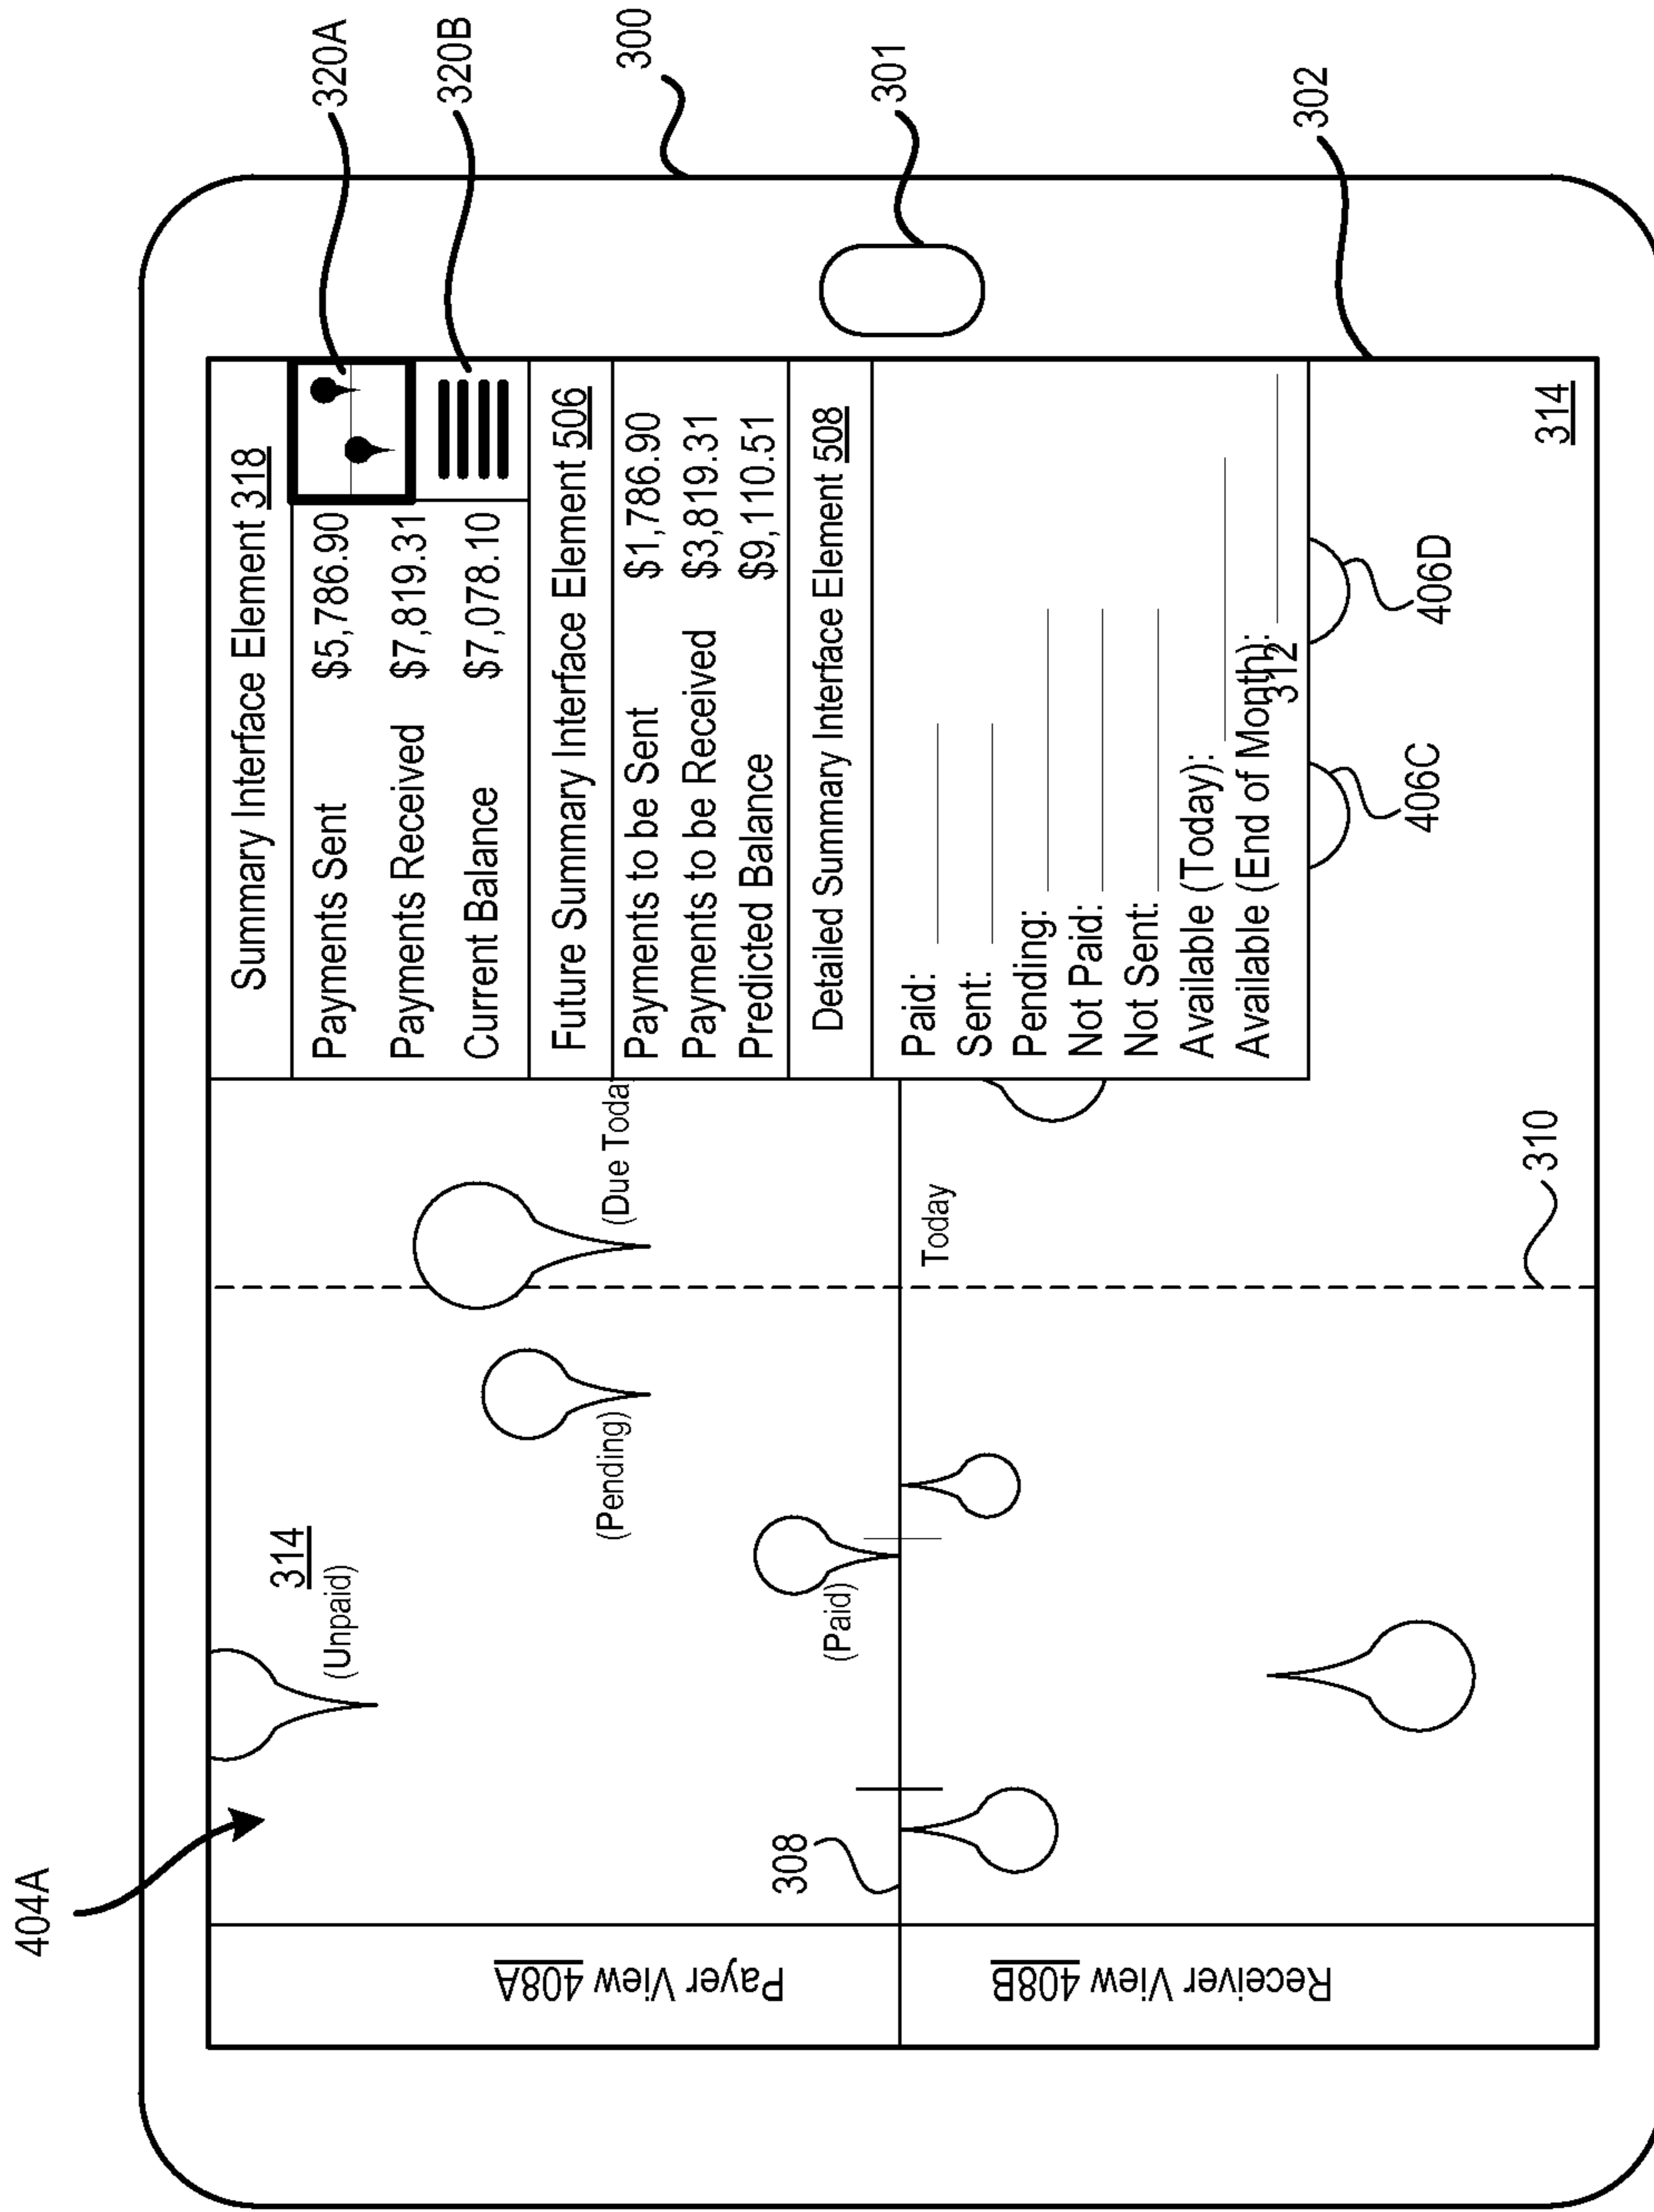 404A
320A
320B
300
301
302
Summary Interface Element 318
Payments Sent $5,786.90
Payments Received $7,819.31
Current Balance $7,078.10
Future Summary Interface Element 506
Payments to be Sent $1,786.90
Payments to be Received $3,819.31
Predicted Balance $9,110.51
Detailed Summary Interface Element 508
Paid:
Sent:
Pending:
Not Paid:
Not Sent:
Available (Today):
Available (End of Month):
312
314
(Unpaid)
(Pending)
(Due Toda
(Paid)
308
Today
Payer View 408A
Receiver View 408B
406C
406D
310
314